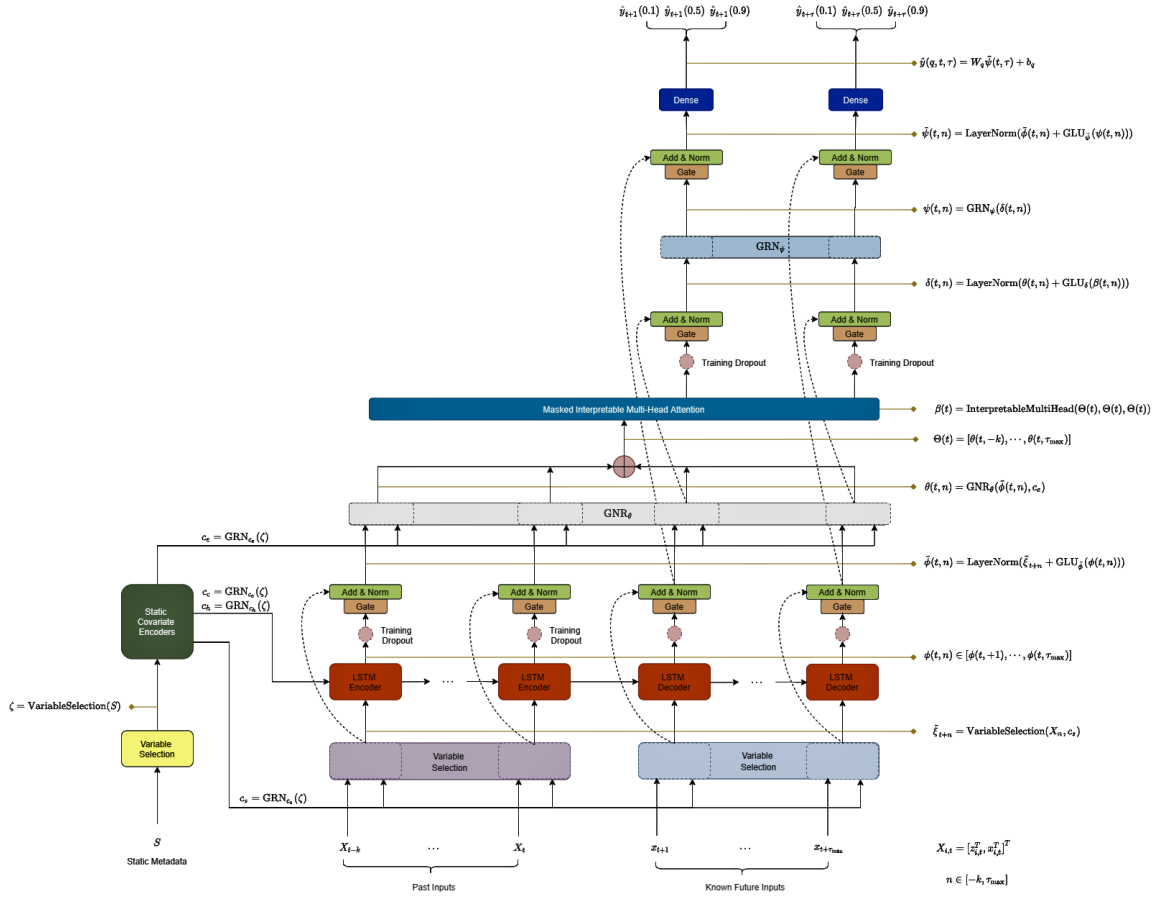 ŷ_{t+1}(0.1) ŷ_{t+1}(0.5) ŷ_{t+1}(0.9)
ŷ_{t+τ}(0.1) ŷ_{t+τ}(0.5) ŷ_{t+τ}(0.9)
ŷ(q, t, τ) = W_q ψ̃(t, τ) + b_q
Dense
Dense
ψ̃(t, n) = LayerNorm(φ̃(t, n) + GLU_{ψ̃}(ψ(t, n)))
Add & Norm
Gate
Add & Norm
Gate
ψ(t, n) = GRN_ψ(δ(t, n))
GRN_ψ
δ(t, n) = LayerNorm(θ(t, n) + GLU_δ(β(t, n)))
Add & Norm
Gate
Add & Norm
Gate
Training Dropout
Training Dropout
Masked Interpretable Multi-Head Attention
β(t) = InterpretableMultiHead(Θ(t), Θ(t), Θ(t))
Θ(t) = [θ(t, −k), ⋯, θ(t, τ_max)]
θ(t, n) = GNR_θ(φ̃(t, n), c_e)
GNR_θ
c_e = GRN_{c_e}(ζ)
φ̃(t, n) = LayerNorm(ξ̃_{t+n} + GLU_{φ̃}(φ(t, n)))
c_c = GRN_{c_c}(ζ)
c_h = GRN_{c_h}(ζ)
Static
Covariate
Encoders
Add & Norm
Gate
Add & Norm
Gate
Add & Norm
Gate
Add & Norm
Gate
Training
Dropout
Training
Dropout
φ(t, n) ∈ [φ(t, +1), ⋯, φ(t, τ_max)]
LSTM
Encoder
⋯
LSTM
Encoder
LSTM
Decoder
⋯
LSTM
Decoder
ζ = VariableSelection(S)
ξ̃_{t+n} = VariableSelection(X_n, c_s)
Variable
Selection
Variable
Selection
Variable
Selection
c_s = GRN_{c_s}(ζ)
S
Static Metadata
X_{t−k}
⋯
X_t
x_{t+1}
⋯
x_{t+τ_max}
X_{i,t} = [z_{i,t}^T, x_{i,t}^T]^T
Past Inputs
Known Future Inputs
n ∈ [−k, τ_max]